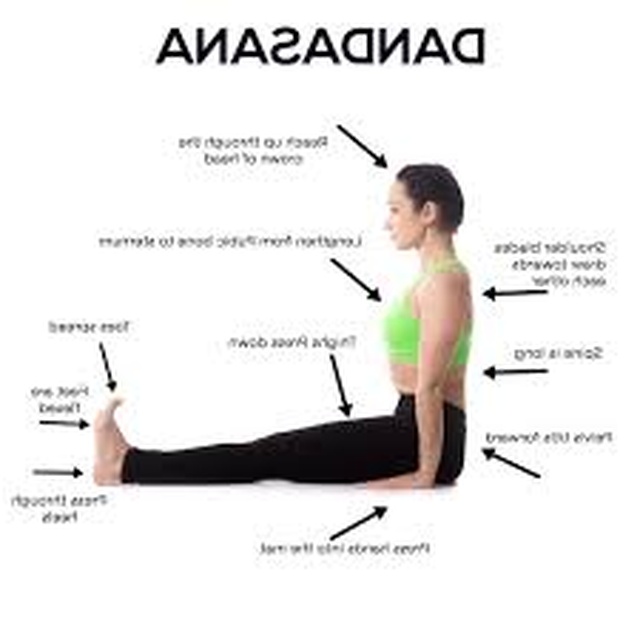 DANDASANA
Reach up through the
crown of head
Lengthen from Pubic bone to sternum
Shoulder blades
draw towards
each other
Toes spread
Thighs Press down
Spine is long
Feet are
flexed
Pelvis tilts forward
Press through
heels
Press hands into the mat